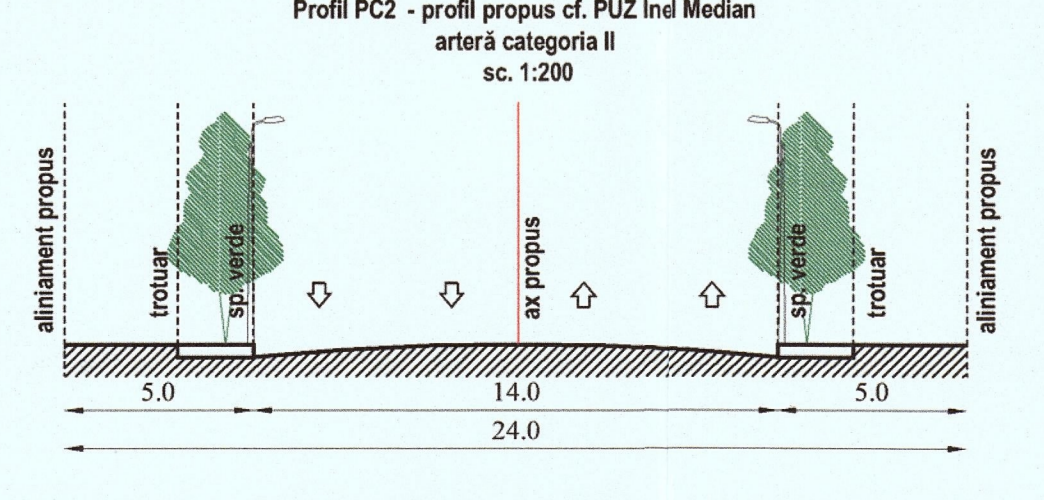 Profil PC2 - profil propus cf. PUZ Inel Median
arteră categoria II
sc. 1:200
aliniament propus
trotuar
sp. verde
ax propus
sp. verde
trotuar
aliniament propus
5.0
14.0
5.0
24.0